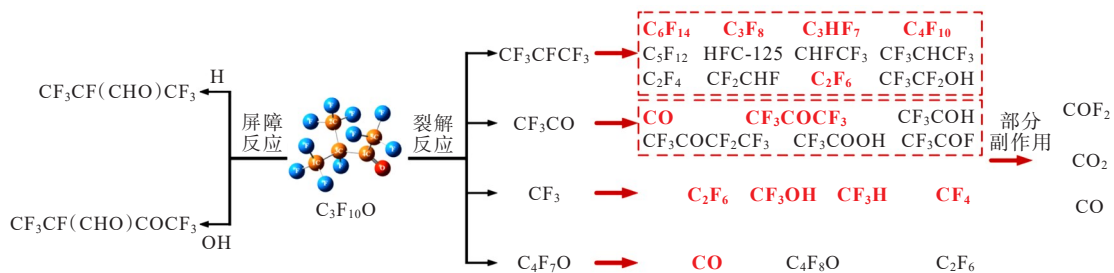 CF₃CF(CHO)CF₃
H
屏障
反应
CF₃CF(CHO)COCF₃
OH
C₃F₁₀O
裂解
反应
CF₃CFCF₃
C₆F₁₄ C₃F₈ C₃HF₇ C₄F₁₀
C₅F₁₂ HFC-125 CHFCF₃ CF₃CHCF₃
C₂F₄ CF₂CHF C₂F₆ CF₃CF₂OH
CF₃CO
CO CF₃COCF₃ CF₃COH
CF₃COCF₂CF₃ CF₃COOH CF₃COF
CF₃
C₂F₆ CF₃OH CF₃H CF₄
C₄F₇O
CO C₄F₈O C₂F₆
部分
副作用
COF₂
CO₂
CO